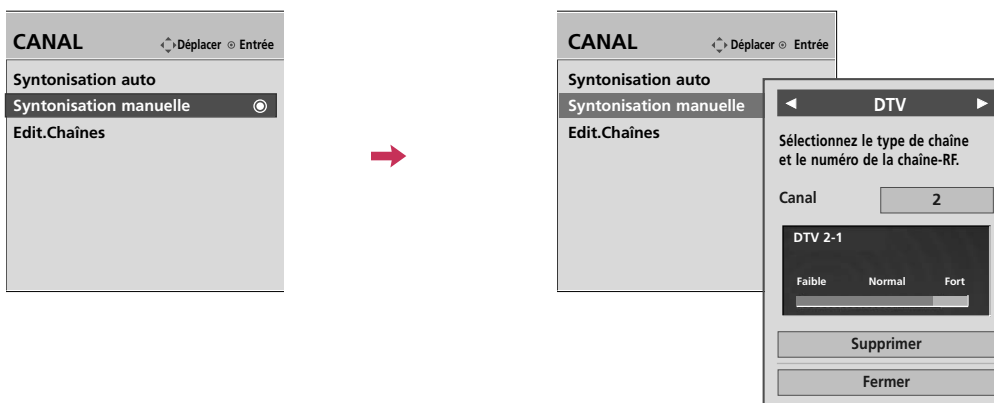 CANAL Déplacer Entrée
Syntonisation auto
Syntonisation manuelle
Edit.Chaînes
CANAL Déplacer Entrée
Syntonisation auto
Syntonisation manuelle
Edit.Chaînes
DTV
Sélectionnez le type de chaîne
et le numéro de la chaîne-RF.
Canal 2
DTV 2-1
Faible Normal Fort
Supprimer
Fermer